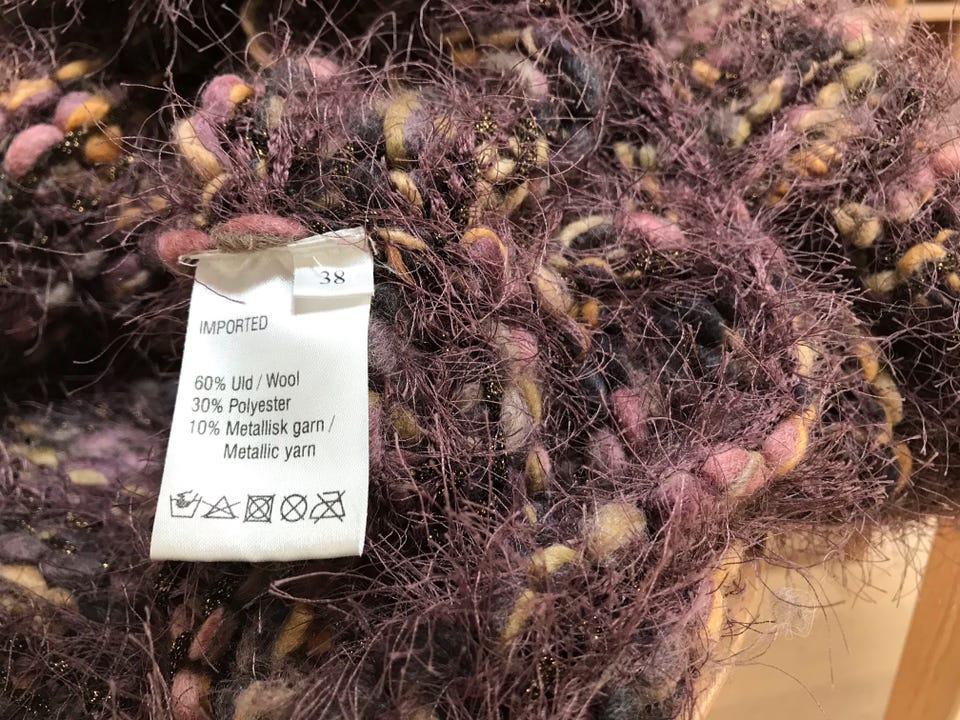 38
IMPORTED
60% Uld / Wool
30% Polyester
10% Metallisk garn /
Metallic yarn